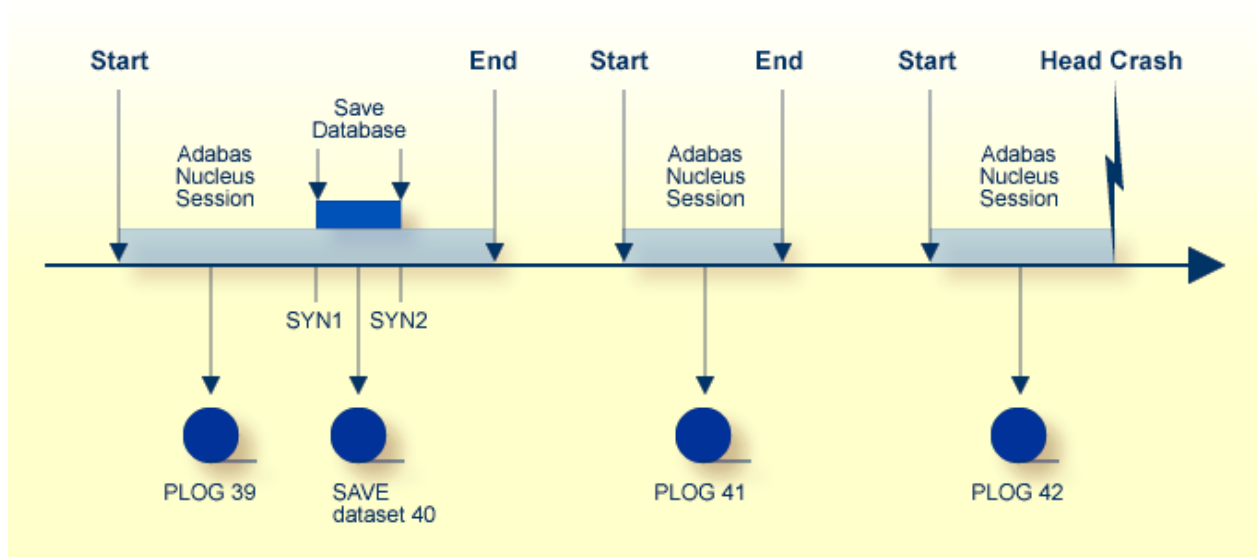 Start
End
Start
End
Start
Head Crash
Save
Database
Adabas
Nucleus
Session
Adabas
Nucleus
Session
Adabas
Nucleus
Session
SYN1
SYN2
PLOG 39
SAVE
dataset 40
PLOG 41
PLOG 42